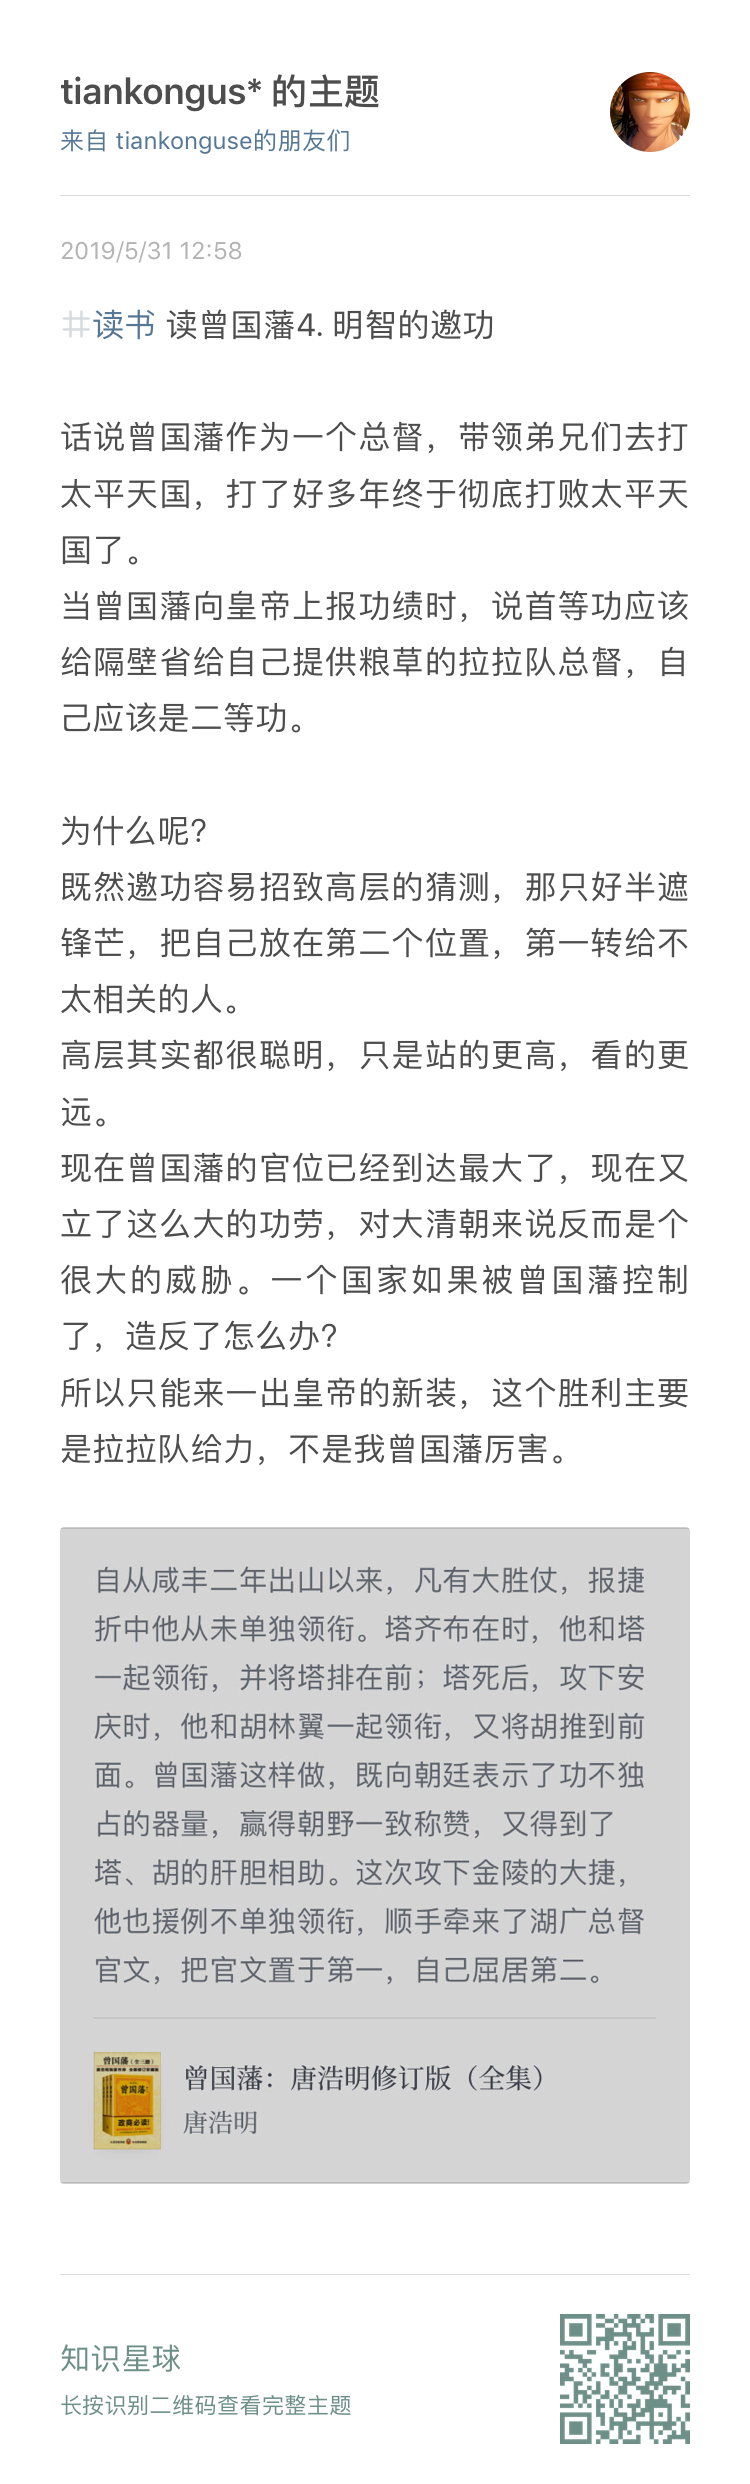 tiankongus* 的主题
来自 tiankonguse的朋友们
2019/5/31 12:58
#读书 读曾国藩4. 明智的邀功
话说曾国藩作为一个总督，带领弟兄们去打
太平天国，打了好多年终于彻底打败太平天
国了。
当曾国藩向皇帝上报功绩时，说首等功应该
给隔壁省给自己提供粮草的拉拉队总督，自
己应该是二等功。
为什么呢？
既然邀功容易招致高层的猜测，那只好半遮
锋芒，把自己放在第二个位置，第一转给不
太相关的人。
高层其实都很聪明，只是站的更高，看的更
远。
现在曾国藩的官位已经到达最大了，现在又
立了这么大的功劳，对大清朝来说反而是个
很大的威胁。一个国家如果被曾国藩控制
了，造反了怎么办？
所以只能来一出皇帝的新装，这个胜利主要
是拉拉队给力，不是我曾国藩厉害。
自从咸丰二年出山以来，凡有大胜仗，报捷
折中他从未单独领衔。塔齐布在时，他和塔
一起领衔，并将塔排在前；塔死后，攻下安
庆时，他和胡林翼一起领衔，又将胡推到前
面。曾国藩这样做，既向朝廷表示了功不独
占的器量，赢得朝野一致称赞，又得到了
塔、胡的肝胆相助。这次攻下金陵的大捷，
他也援例不单独领衔，顺手牵来了湖广总督
官文，把官文置于第一，自己屈居第二。
曾国藩（全三册）
曾国藩
政商必读！
曾国藩：唐浩明修订版（全集）
唐浩明
知识星球
长按识别二维码查看完整主题